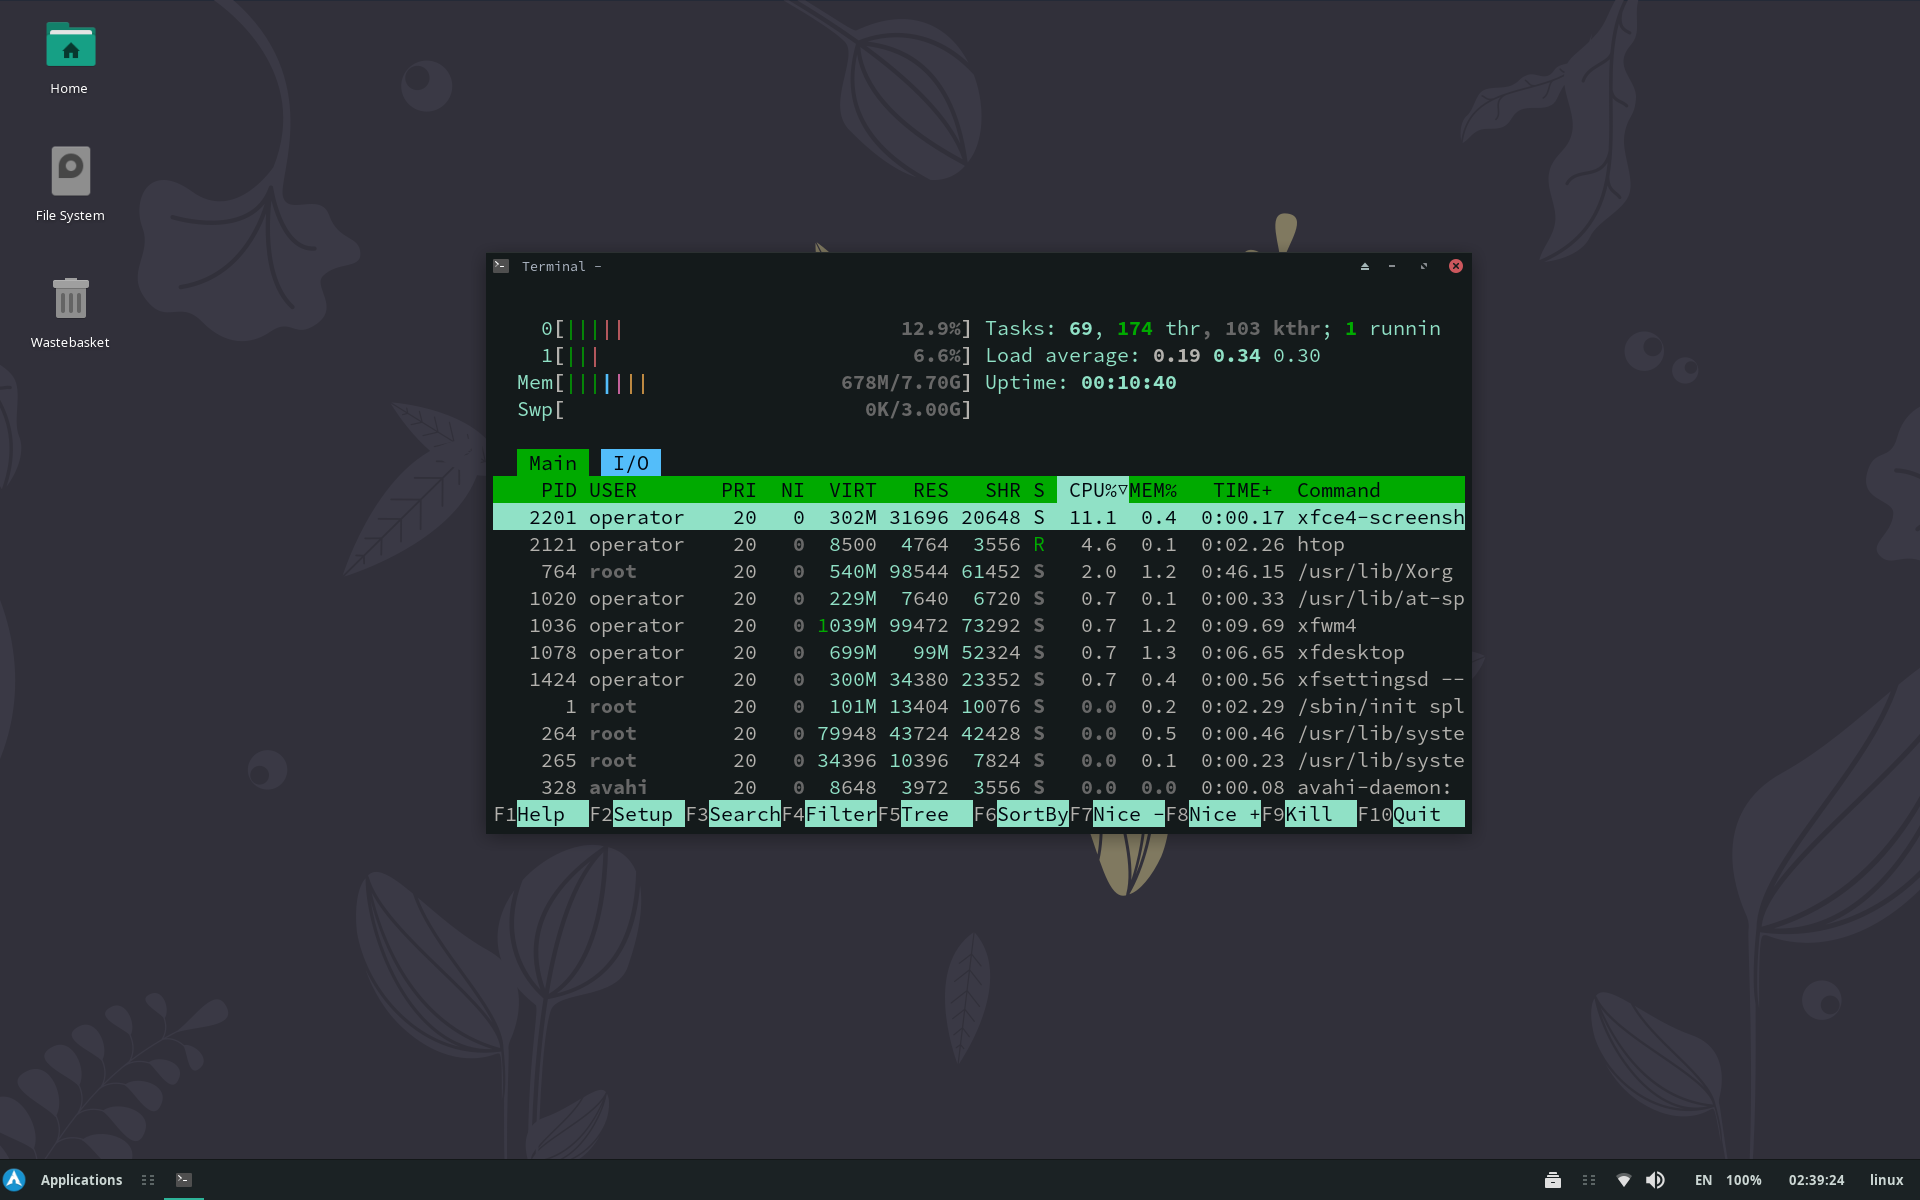 Home
File System
Wastebasket
Terminal -
0[||||| 12.9%] Tasks: 69, 174 thr, 103 kthr; 1 runnin
1[||| 6.6%] Load average: 0.19 0.34 0.30
Mem[||||||| 678M/7.70G] Uptime: 00:10:40
Swp[ 0K/3.00G]
Main I/O
PID USER PRI NI VIRT RES SHR S CPU%▽MEM% TIME+ Command
2201 operator 20 0 302M 31696 20648 S 11.1 0.4 0:00.17 xfce4-screensh
2121 operator 20 0 8500 4764 3556 R 4.6 0.1 0:02.26 htop
764 root 20 0 540M 98544 61452 S 2.0 1.2 0:46.15 /usr/lib/Xorg
1020 operator 20 0 229M 7640 6720 S 0.7 0.1 0:00.33 /usr/lib/at-sp
1036 operator 20 0 1039M 99472 73292 S 0.7 1.2 0:09.69 xfwm4
1078 operator 20 0 699M 99M 52324 S 0.7 1.3 0:06.65 xfdesktop
1424 operator 20 0 300M 34380 23352 S 0.7 0.4 0:00.56 xfsettingsd --
1 root 20 0 101M 13404 10076 S 0.0 0.2 0:02.29 /sbin/init spl
264 root 20 0 79948 43724 42428 S 0.0 0.5 0:00.46 /usr/lib/syste
265 root 20 0 34396 10396 7824 S 0.0 0.1 0:00.23 /usr/lib/syste
328 avahi 20 0 8648 3972 3556 S 0.0 0.0 0:00.08 avahi-daemon:
F1Help F2Setup F3SearchF4FilterF5Tree F6SortByF7Nice -F8Nice +F9Kill F10Quit
Applications EN 100% 02:39:24 linux